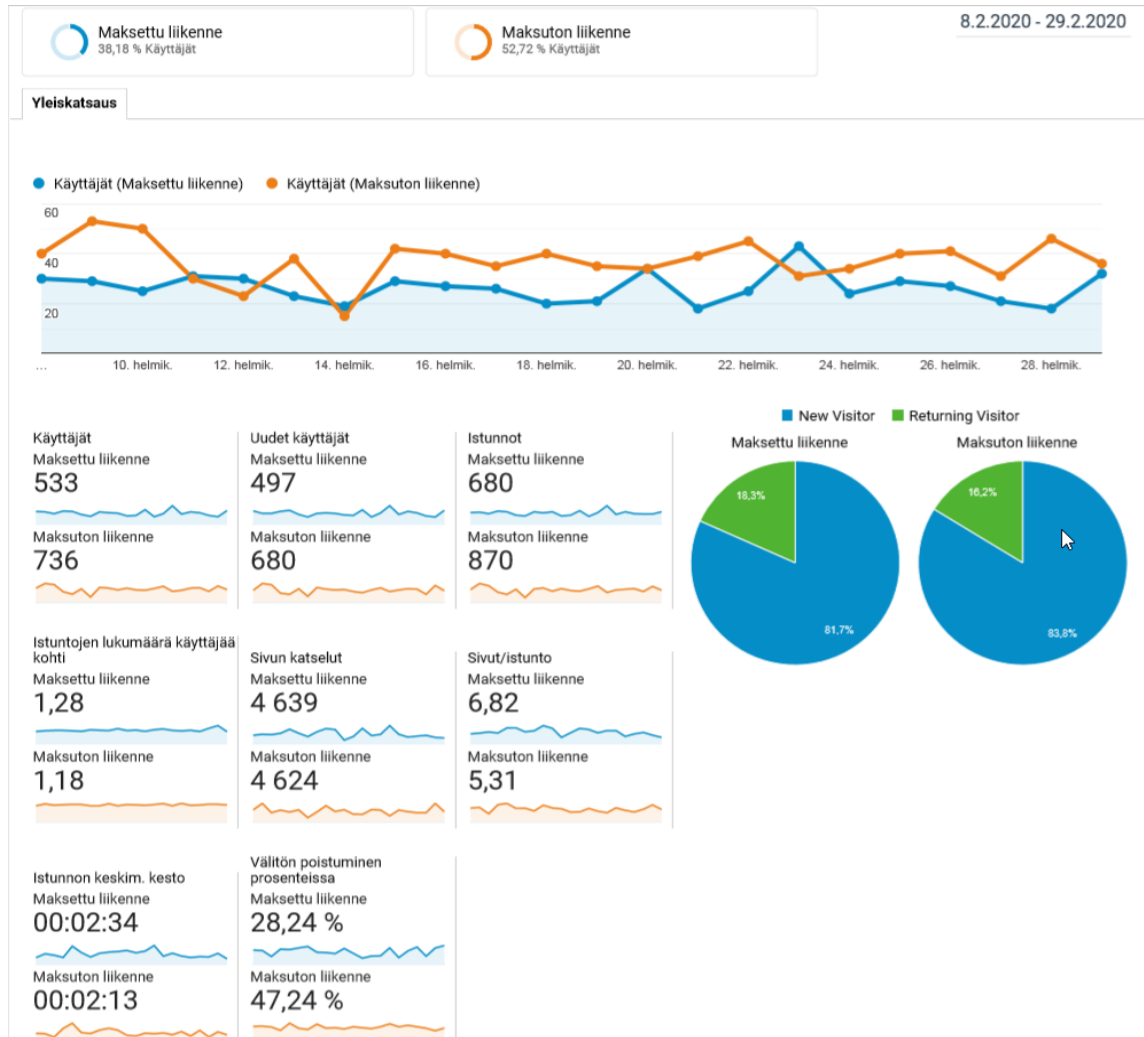 Maksettu liikenne
38,18 % Käyttäjät
Maksuton liikenne
52,72 % Käyttäjät
8.2.2020 - 29.2.2020
Yleiskatsaus
Käyttäjät (Maksettu liikenne)
Käyttäjät (Maksuton liikenne)
60
40
20
...
10. helmik.
12. helmik.
14. helmik.
16. helmik.
18. helmik.
20. helmik.
22. helmik.
24. helmik.
26. helmik.
28. helmik.
Käyttäjät
Maksettu liikenne
533
Maksuton liikenne
736
Uudet käyttäjät
Maksettu liikenne
497
Maksuton liikenne
680
Istunnot
Maksettu liikenne
680
Maksuton liikenne
870
New Visitor
Returning Visitor
Maksettu liikenne
18,3%
81,7%
Maksuton liikenne
16,2%
83,8%
Istuntojen lukumäärä käyttäjää
kohti
Maksettu liikenne
1,28
Maksuton liikenne
1,18
Sivun katselut
Maksettu liikenne
4 639
Maksuton liikenne
4 624
Sivut/istunto
Maksettu liikenne
6,82
Maksuton liikenne
5,31
Istunnon keskim. kesto
Maksettu liikenne
00:02:34
Maksuton liikenne
00:02:13
Välitön poistuminen
prosenteissa
Maksettu liikenne
28,24 %
Maksuton liikenne
47,24 %